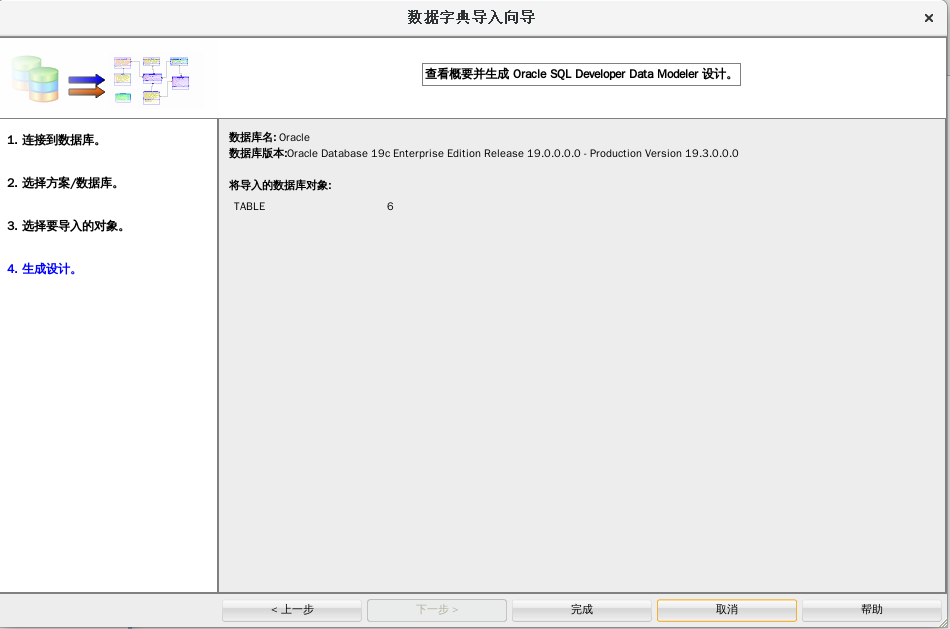 数据字典导入向导
查看概要并生成 Oracle SQL Developer Data Modeler 设计。
1. 连接到数据库。
2. 选择方案/数据库。
3. 选择要导入的对象。
4. 生成设计。
数据库名: Oracle
数据库版本:Oracle Database 19c Enterprise Edition Release 19.0.0.0.0 - Production Version 19.3.0.0.0
将导入的数据库对象:
TABLE 6
< 上一步 下一步 > 完成 取消 帮助